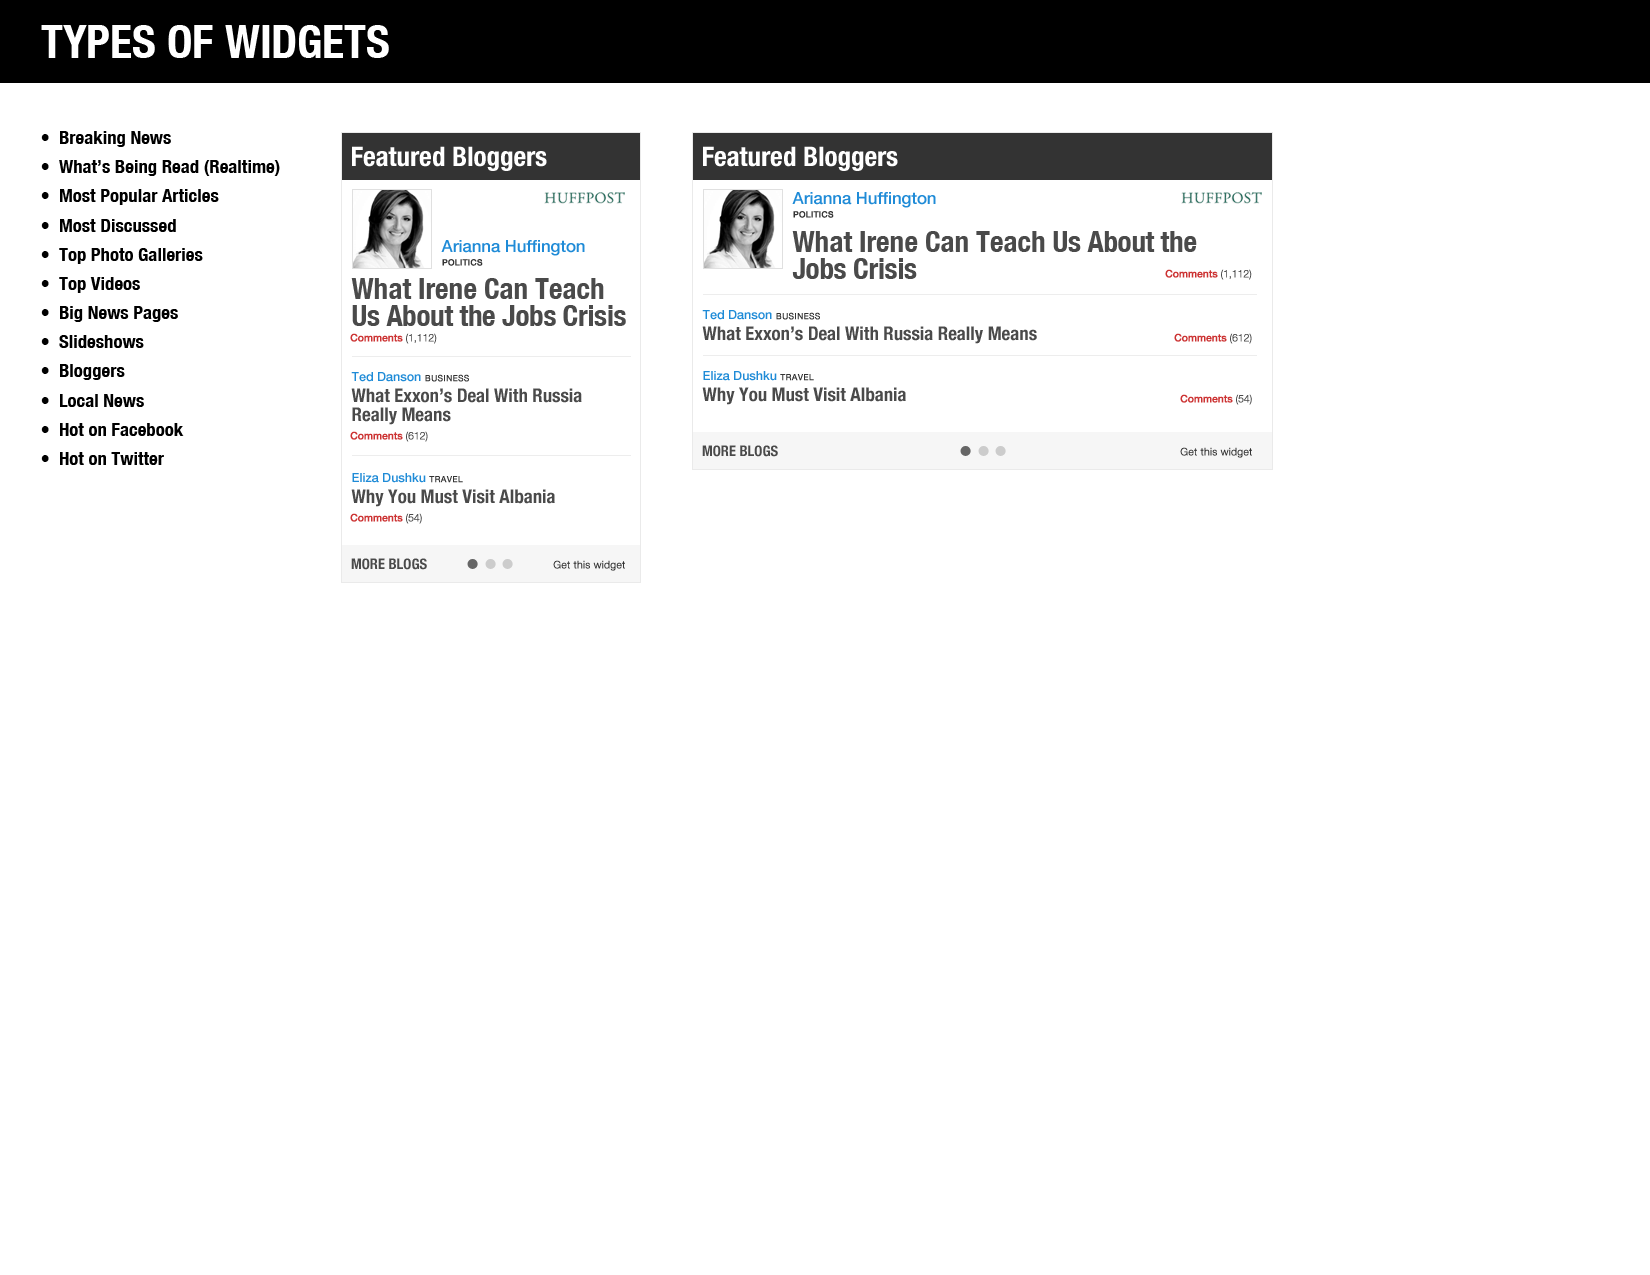 TYPES OF WIDGETS
• Breaking News
• What’s Being Read (Realtime)
• Most Popular Articles
• Most Discussed
• Top Photo Galleries
• Top Videos
• Big News Pages
• Slideshows
• Bloggers
• Local News
• Hot on Facebook
• Hot on Twitter
Featured Bloggers
HUFFPOST
Arianna Huffington
POLITICS
What Irene Can Teach
Us About the Jobs Crisis
Comments (1,112)
Ted Danson BUSINESS
What Exxon’s Deal With Russia
Really Means
Comments (612)
Eliza Dushku TRAVEL
Why You Must Visit Albania
Comments (54)
MORE BLOGS
Get this widget
Featured Bloggers
Arianna Huffington
HUFFPOST
POLITICS
What Irene Can Teach Us About the
Jobs Crisis
Comments (1,112)
Ted Danson BUSINESS
What Exxon’s Deal With Russia Really Means
Comments (612)
Eliza Dushku TRAVEL
Why You Must Visit Albania
Comments (54)
MORE BLOGS
Get this widget